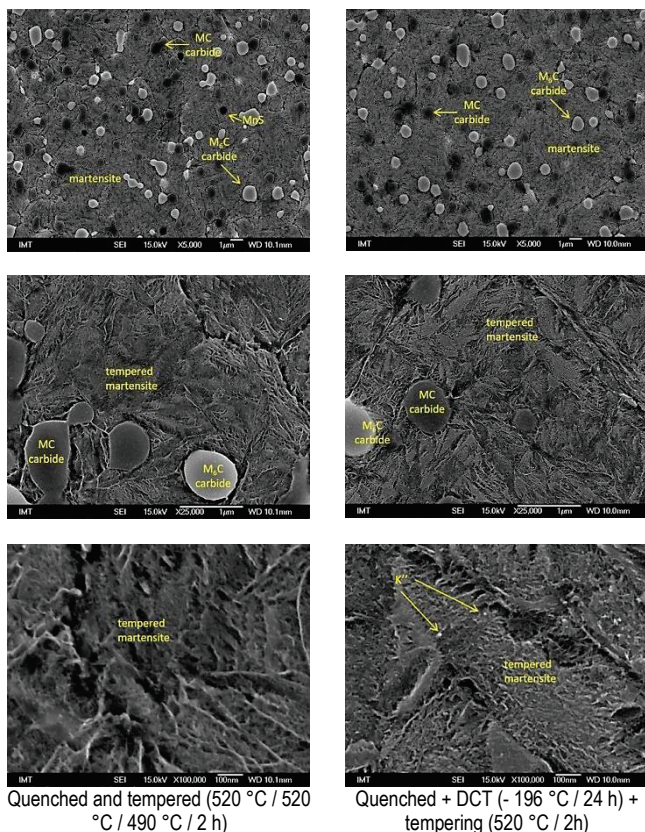 MC
carbide
MnS
M₆C
carbide
martensite
IMT SEI 15.0kV X5,000 1μm WD 10.1mm
M₆C
carbide
MC
carbide
martensite
IMT SEI 15.0kV X5,000 1μm WD 10.0mm
tempered
martensite
MC
carbide
M₆C
carbide
IMT SEI 15.0kV X25,000 1μm WD 10.1mm
tempered
martensite
MC
carbide
M₆C
carbide
IMT SEI 15.0kV X25,000 1μm WD 10.0mm
tempered
martensite
IMT SEI 15.0kV X100,000 100nm WD 10.1mm
K''
tempered
martensite
IMT SEI 15.0kV X100,000 100nm WD 10.0mm
Quenched and tempered (520 °C / 520
°C / 490 °C / 2 h)
Quenched + DCT (- 196 °C / 24 h) +
tempering (520 °C / 2h)